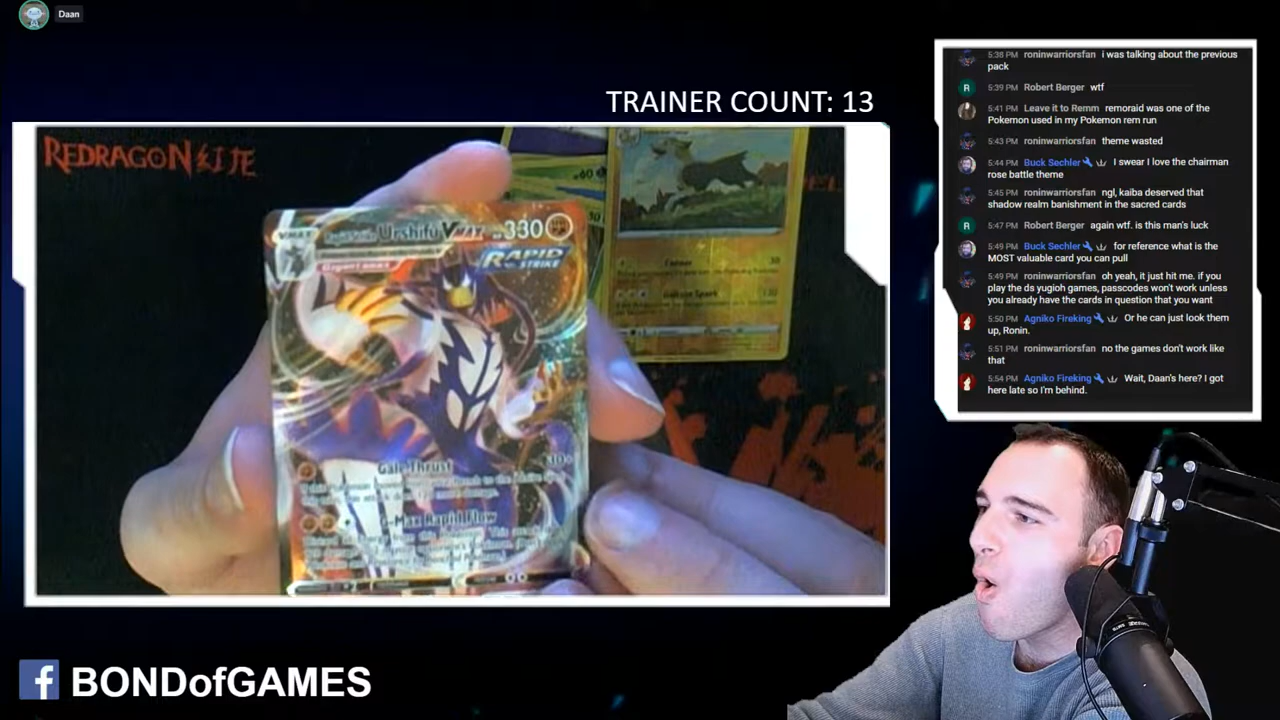 Daan
TRAINER COUNT: 13
REDRAGON
Rapid Strike Urshifu VMAX 330
VMAX
Gigantamax
RAPID
STRIKE
Gale Thrust 30+
G-Max Rapid Flow
60
30
5:38 PM roninwarriorsfan i was talking about the previous
pack
R 5:39 PM Robert Berger wtf
5:41 PM Leave it to Remm remoraid was one of the
Pokemon used in my Pokemon rem run
5:43 PM roninwarriorsfan theme wasted
5:44 PM Buck Sechler I swear I love the chairman
rose battle theme
5:45 PM roninwarriorsfan ngl, kaiba deserved that
shadow realm banishment in the sacred cards
R 5:47 PM Robert Berger again wtf. is this man's luck
5:49 PM Buck Sechler for reference what is the
MOST valuable card you can pull
5:49 PM roninwarriorsfan oh yeah, it just hit me. if you
play the ds yugioh games, passcodes won't work unless
you already have the cards in question that you want
5:50 PM Agniko Fireking Or he can just look them
up, Ronin.
5:51 PM roninwarriorsfan no the games don't work like
that
5:54 PM Agniko Fireking Wait, Daan's here? I got
here late so I'm behind.
f BONDofGAMES